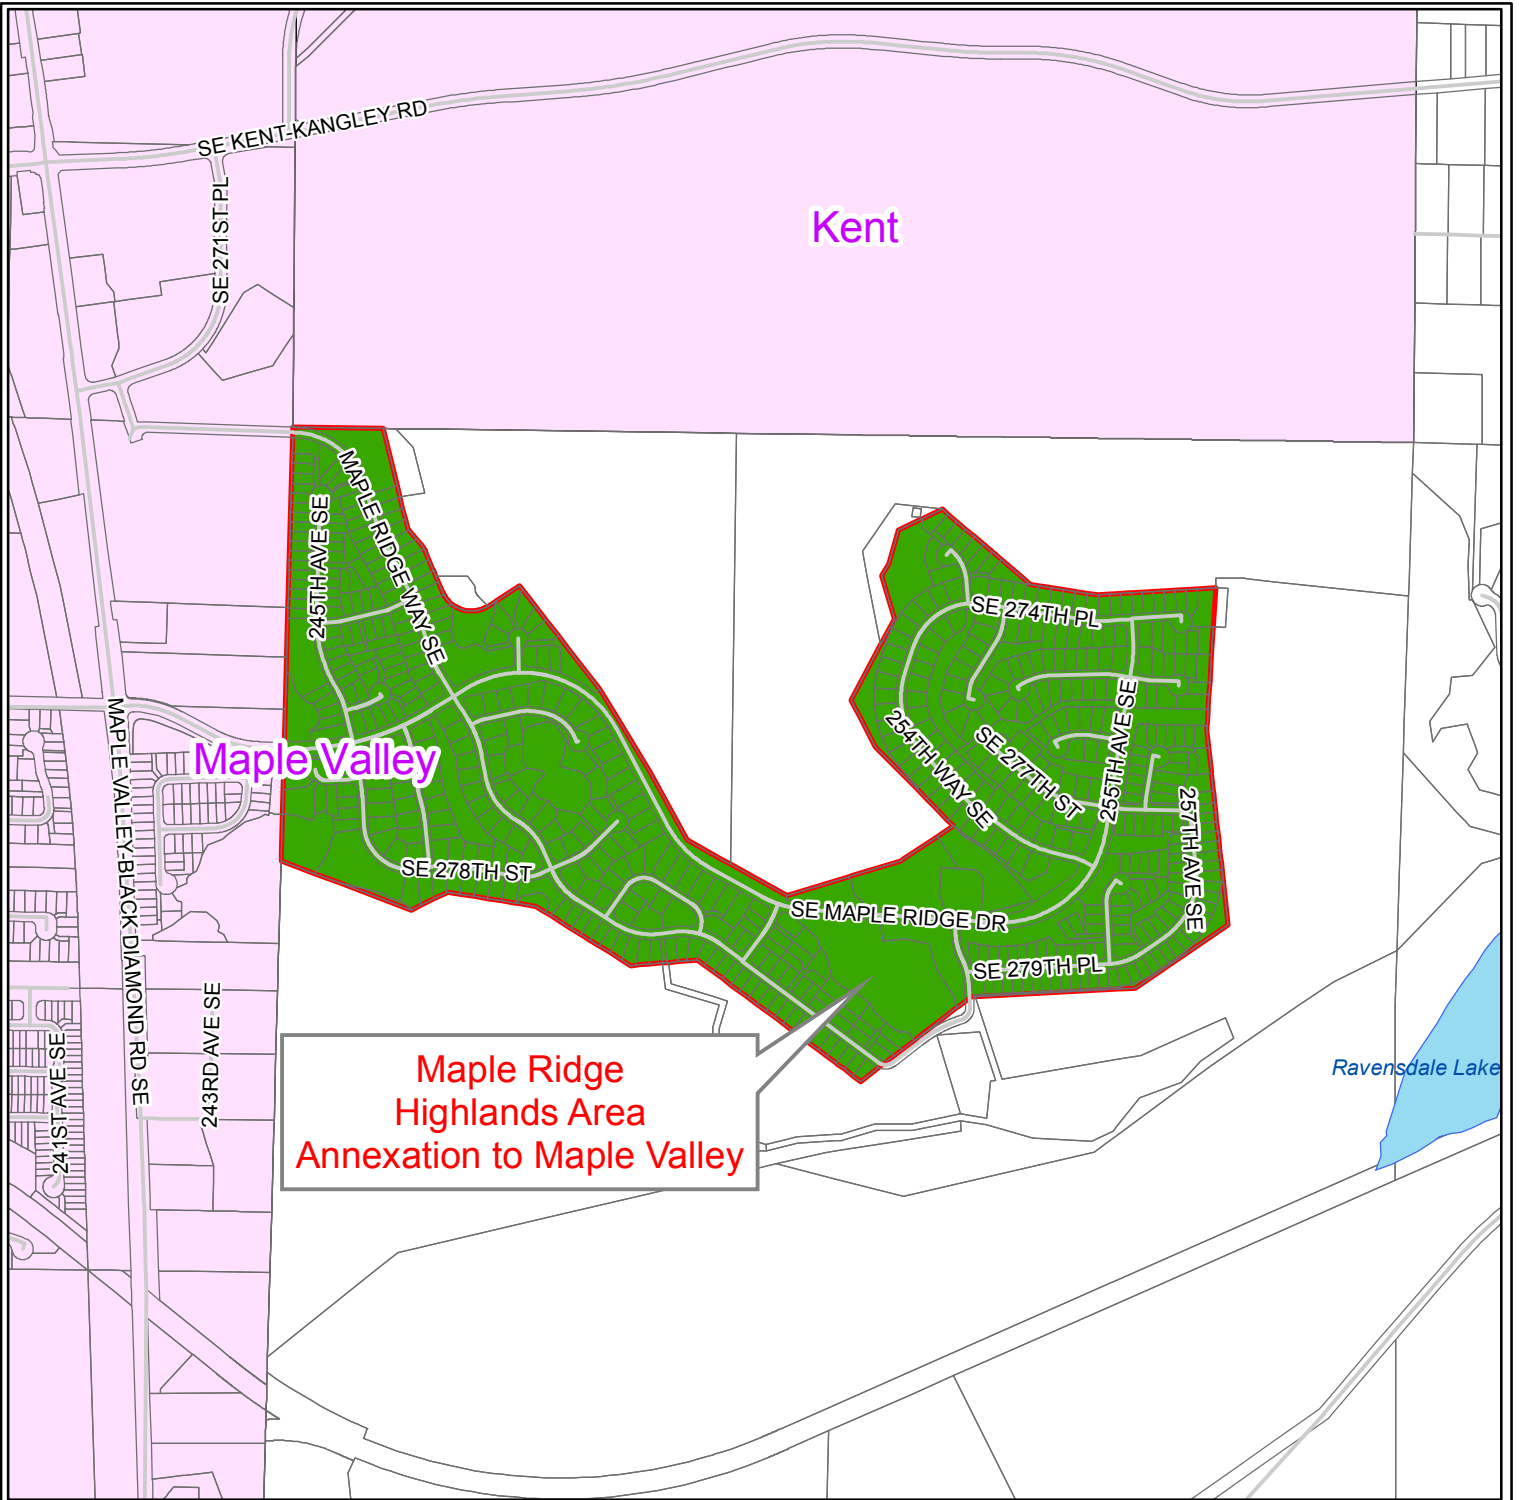 SE KENT-KANGLEY RD
SE 271ST PL
Kent
245TH AVE SE
MAPLE RIDGE WAY SE
SE 274TH PL
254TH WAY SE
SE 277TH ST
255TH AVE SE
257TH AVE SE
MAPLE VALLEY-BLACK DIAMOND RD SE
Maple Valley
SE 278TH ST
SE MAPLE RIDGE DR
SE 279TH PL
241ST AVE SE
243RD AVE SE
Maple Ridge
Highlands Area
Annexation to Maple Valley
Ravensdale Lake